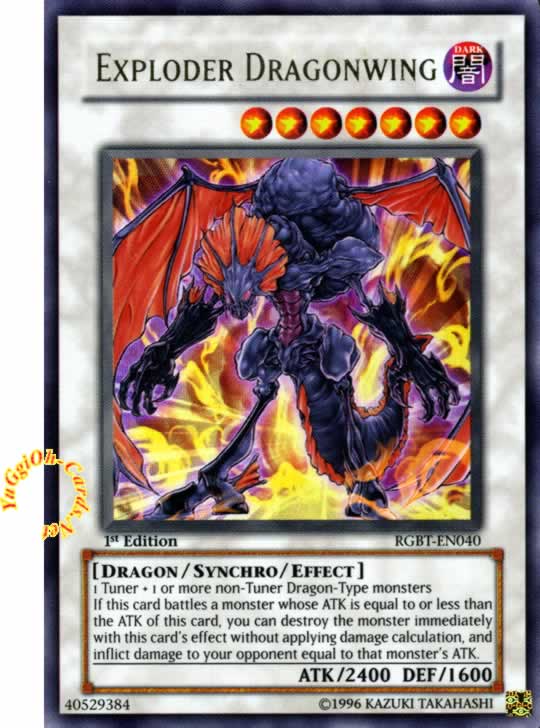 EXPLODER DRAGONWING
DARK
闇
YuGgiOh-Cards.Net
1st Edition
RGBT-EN040
[DRAGON / SYNCHRO / EFFECT]
1 Tuner + 1 or more non-Tuner Dragon-Type monsters
If this card battles a monster whose ATK is equal to or less than
the ATK of this card, you can destroy the monster immediately
with this card's effect without applying damage calculation, and
inflict damage to your opponent equal to that monster's ATK.
ATK/2400 DEF/1600
40529384
©1996 KAZUKI TAKAHASHI